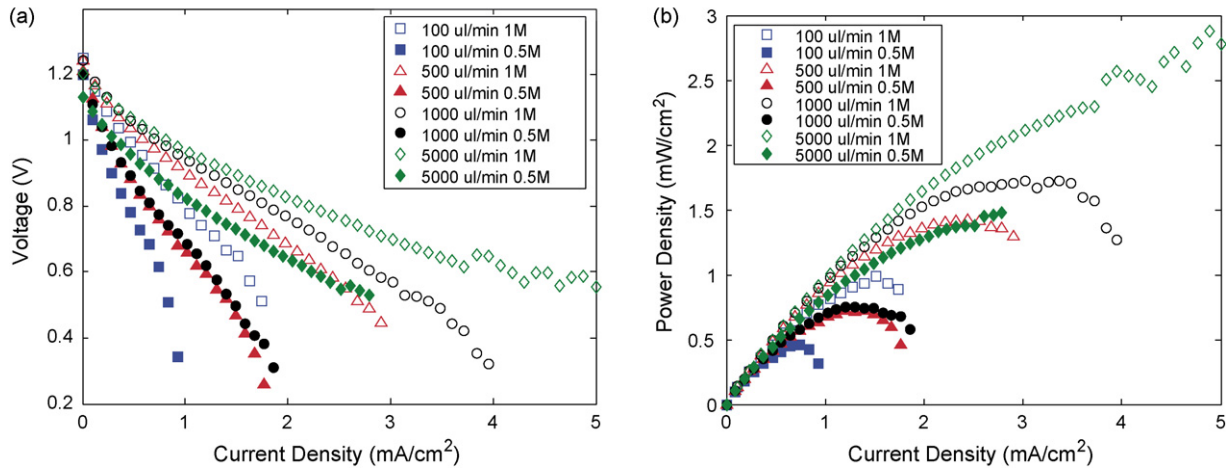 (a)
Voltage (V)
1.2
1
0.8
0.6
0.4
0.2
0
1
2
3
4
5
Current Density (mA/cm²)
100 ul/min 1M
100 ul/min 0.5M
500 ul/min 1M
500 ul/min 0.5M
1000 ul/min 1M
1000 ul/min 0.5M
5000 ul/min 1M
5000 ul/min 0.5M
(b)
Power Density (mW/cm²)
3
2.5
2
1.5
1
0.5
0
0
1
2
3
4
5
Current Density (mA/cm²)
100 ul/min 1M
100 ul/min 0.5M
500 ul/min 1M
500 ul/min 0.5M
1000 ul/min 1M
1000 ul/min 0.5M
5000 ul/min 1M
5000 ul/min 0.5M